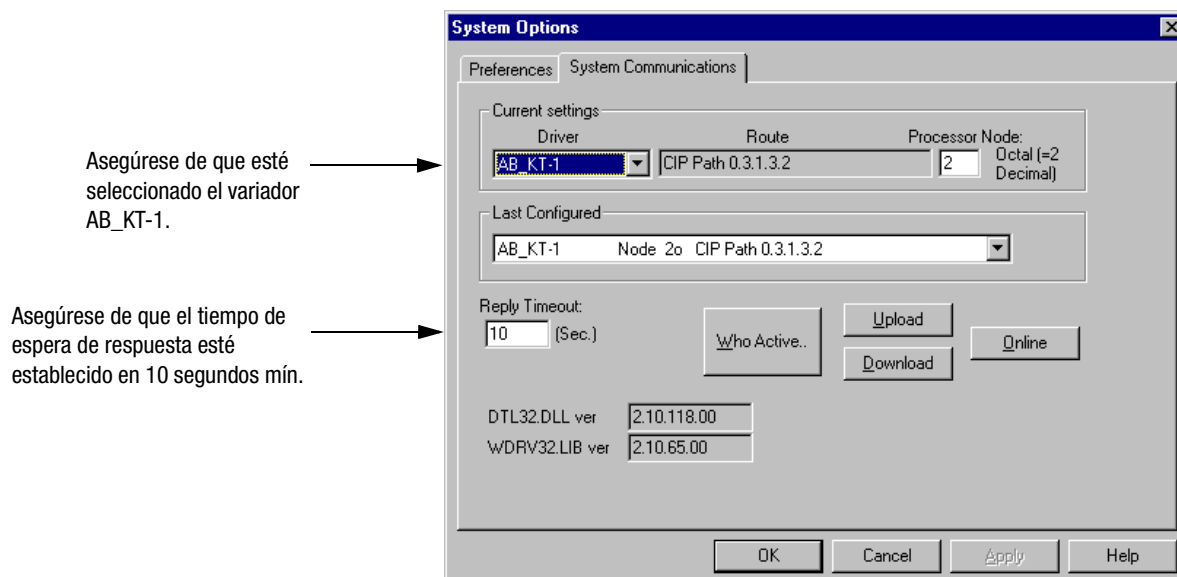 System Options
Preferences System Communications
Current settings
Driver Route Processor Node:
Asegúrese de que esté
seleccionado el variador
AB_KT-1.
AB_KT-1 CIP Path 0.3.1.3.2 2 Octal (=2
Decimal)
Last Configured
AB_KT-1 Node 2o CIP Path 0.3.1.3.2
Asegúrese de que el tiempo de
espera de respuesta esté
establecido en 10 segundos mín.
Reply Timeout:
10 (Sec.)
Who Active..
Upload
Download
Online
DTL32.DLL ver 2.10.118.00
WDRV32.LIB ver 2.10.65.00
OK Cancel Apply Help